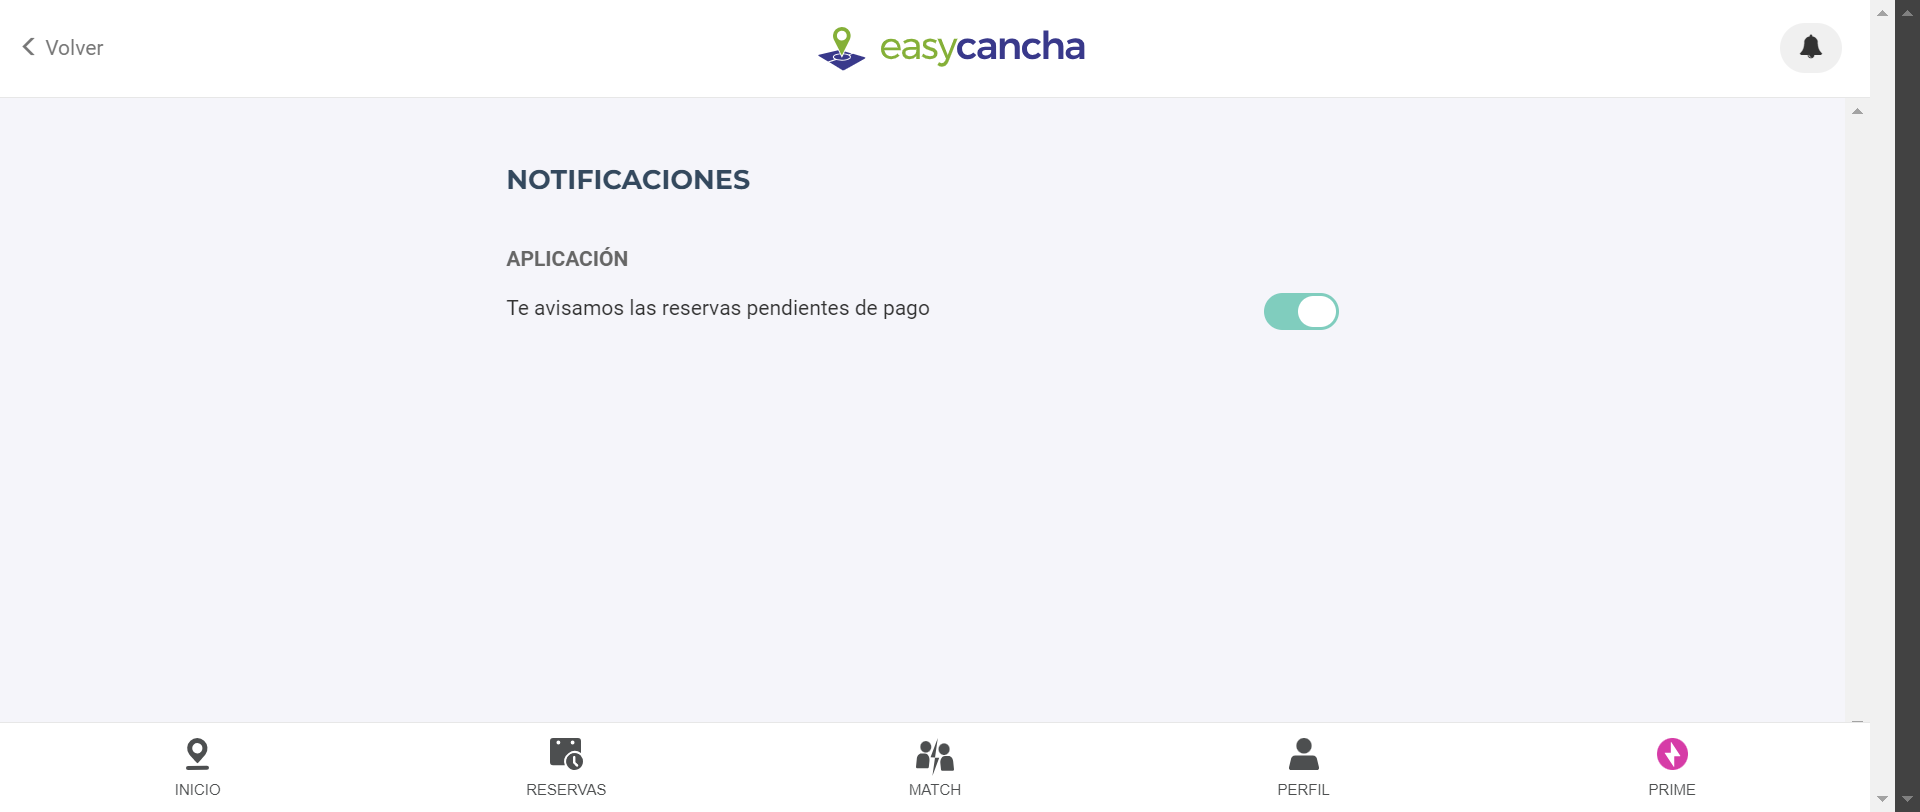 Volver
easycancha
NOTIFICACIONES
APLICACIÓN
Te avisamos las reservas pendientes de pago
INICIO
RESERVAS
MATCH
PERFIL
PRIME